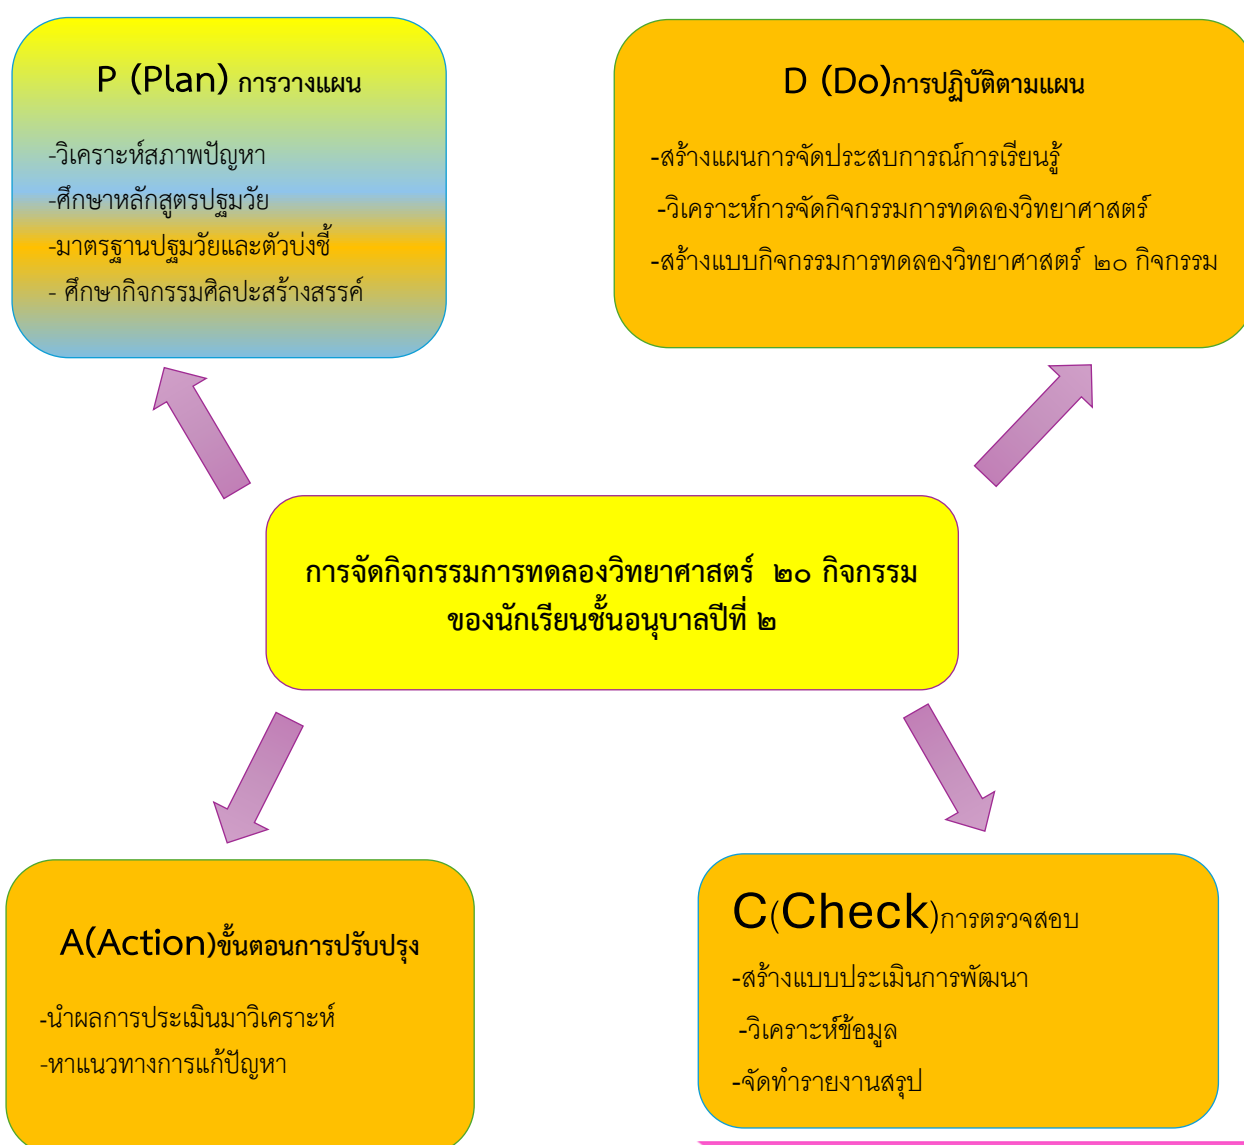 P (Plan) การวางแผน
-วิเคราะห์สภาพปัญหา
-ศึกษาหลักสูตรปฐมวัย
-มาตรฐานปฐมวัยและตัวบ่งชี้
- ศึกษากิจกรรมศิลปะสร้างสรรค์
D (Do)การปฏิบัติตามแผน
-สร้างแผนการจัดประสบการณ์การเรียนรู้
-วิเคราะห์การจัดกิจกรรมการทดลองวิทยาศาสตร์
-สร้างแบบกิจกรรมการทดลองวิทยาศาสตร์ ๒๐ กิจกรรม
การจัดกิจกรรมการทดลองวิทยาศาสตร์ ๒๐ กิจกรรม
ของนักเรียนชั้นอนุบาลปีที่ ๒
A(Action)ขั้นตอนการปรับปรุง
-นำผลการประเมินมาวิเคราะห์
-หาแนวทางการแก้ปัญหา
C(Check)การตรวจสอบ
-สร้างแบบประเมินการพัฒนา
-วิเคราะห์ข้อมูล
-จัดทำรายงานสรุป